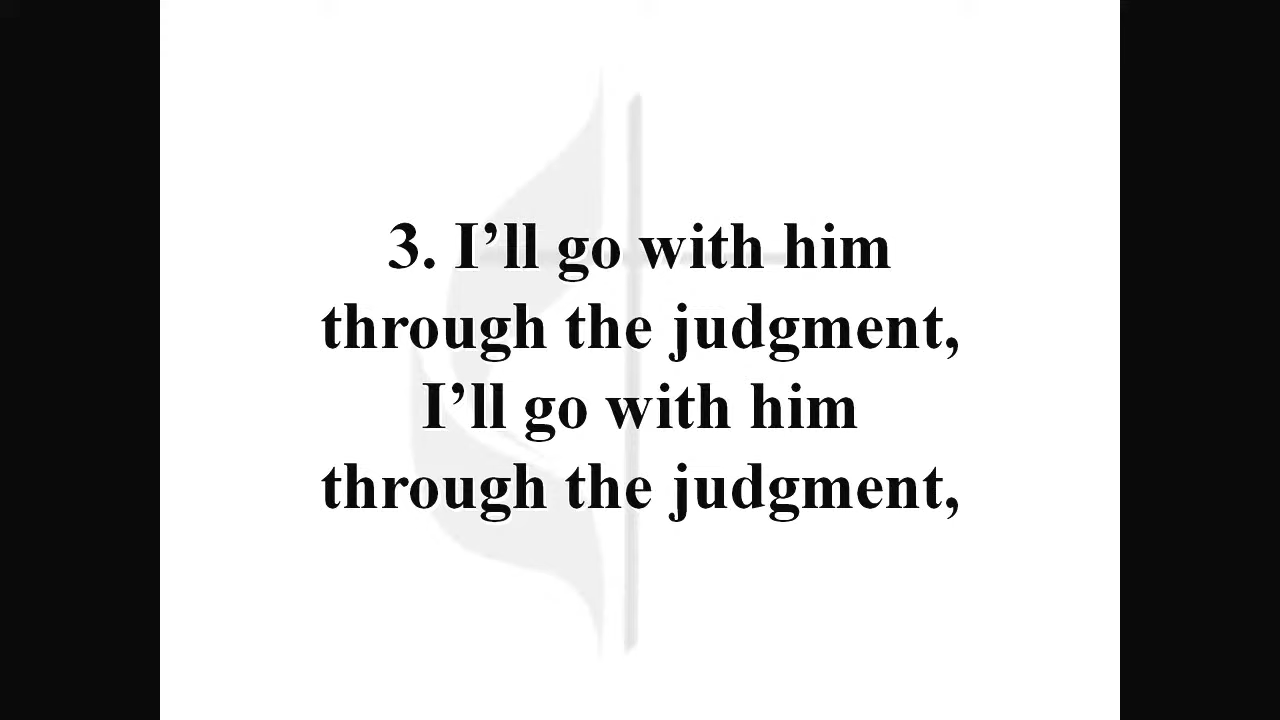 3. I’ll go with him
through the judgment,
I’ll go with him
through the judgment,